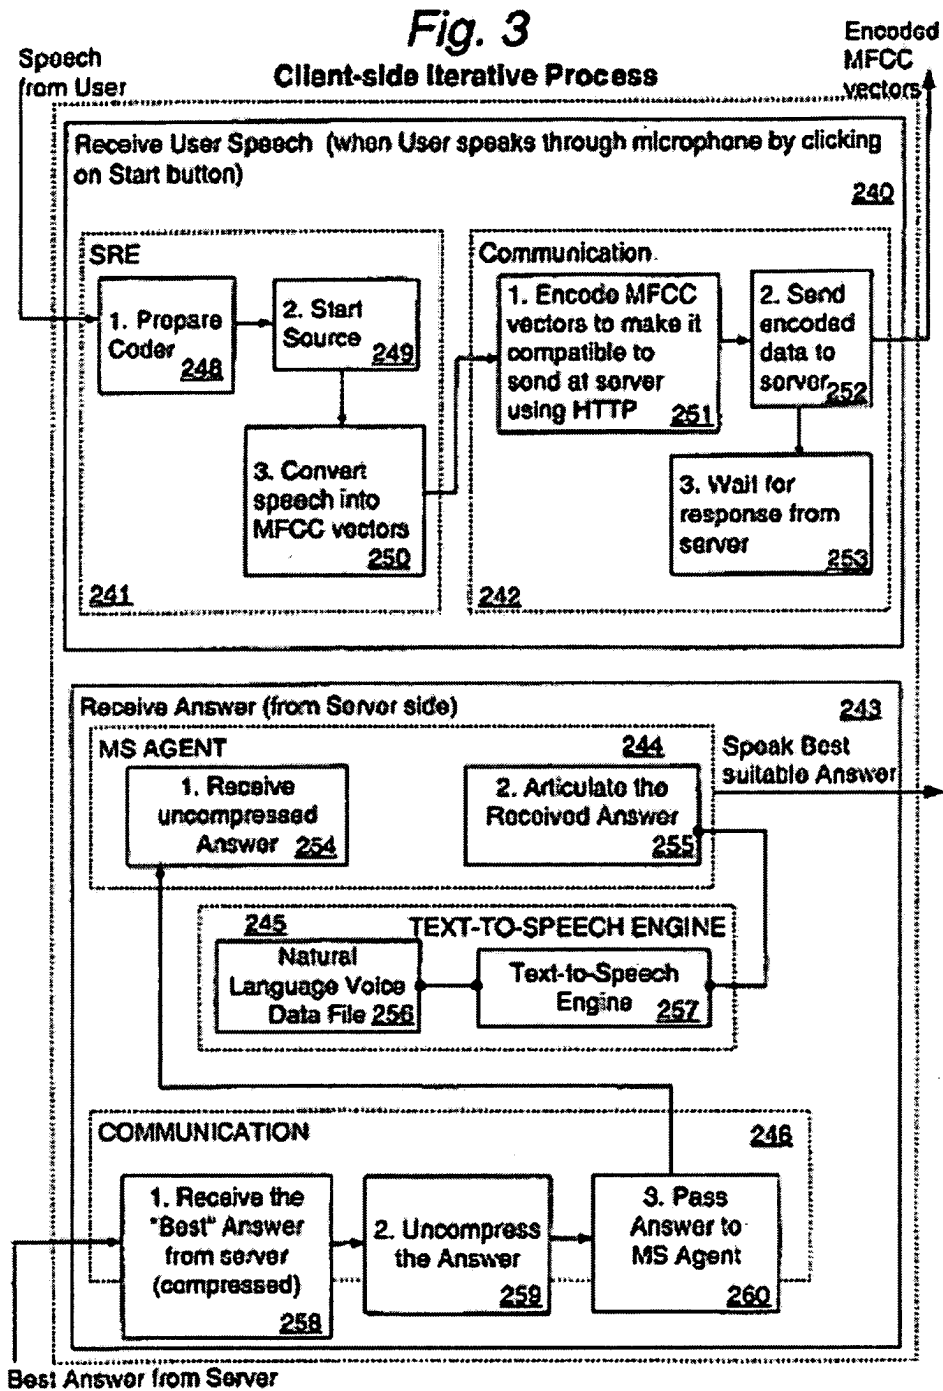 Fig. 3
Client-side Iterative Process
Speech
from User
Encoded
MFCC
vectors
Receive User Speech (when User speaks through microphone by clicking
on Start button)
240
SRE
1. Prepare
Coder
248
2. Start
Source
249
3. Convert
speech into
MFCC vectors
250
241
Communication
1. Encode MFCC
vectors to make it
compatible to
send at server
using HTTP
251
2. Send
encoded
data to
server
252
3. Wait for
response from
server
253
242
Receive Answer (from Server side)
243
MS AGENT
244
1. Receive
uncompressed
Answer
254
2. Articulate the
Received Answer
255
Speak Best
suitable Answer
245
TEXT-TO-SPEECH ENGINE
Natural
Language Voice
Data File 256
Text-to-Speech
Engine
257
COMMUNICATION
246
1. Receive the
"Best" Answer
from server
(compressed)
258
2. Uncompress
the Answer
259
3. Pass
Answer to
MS Agent
260
Best Answer from Server